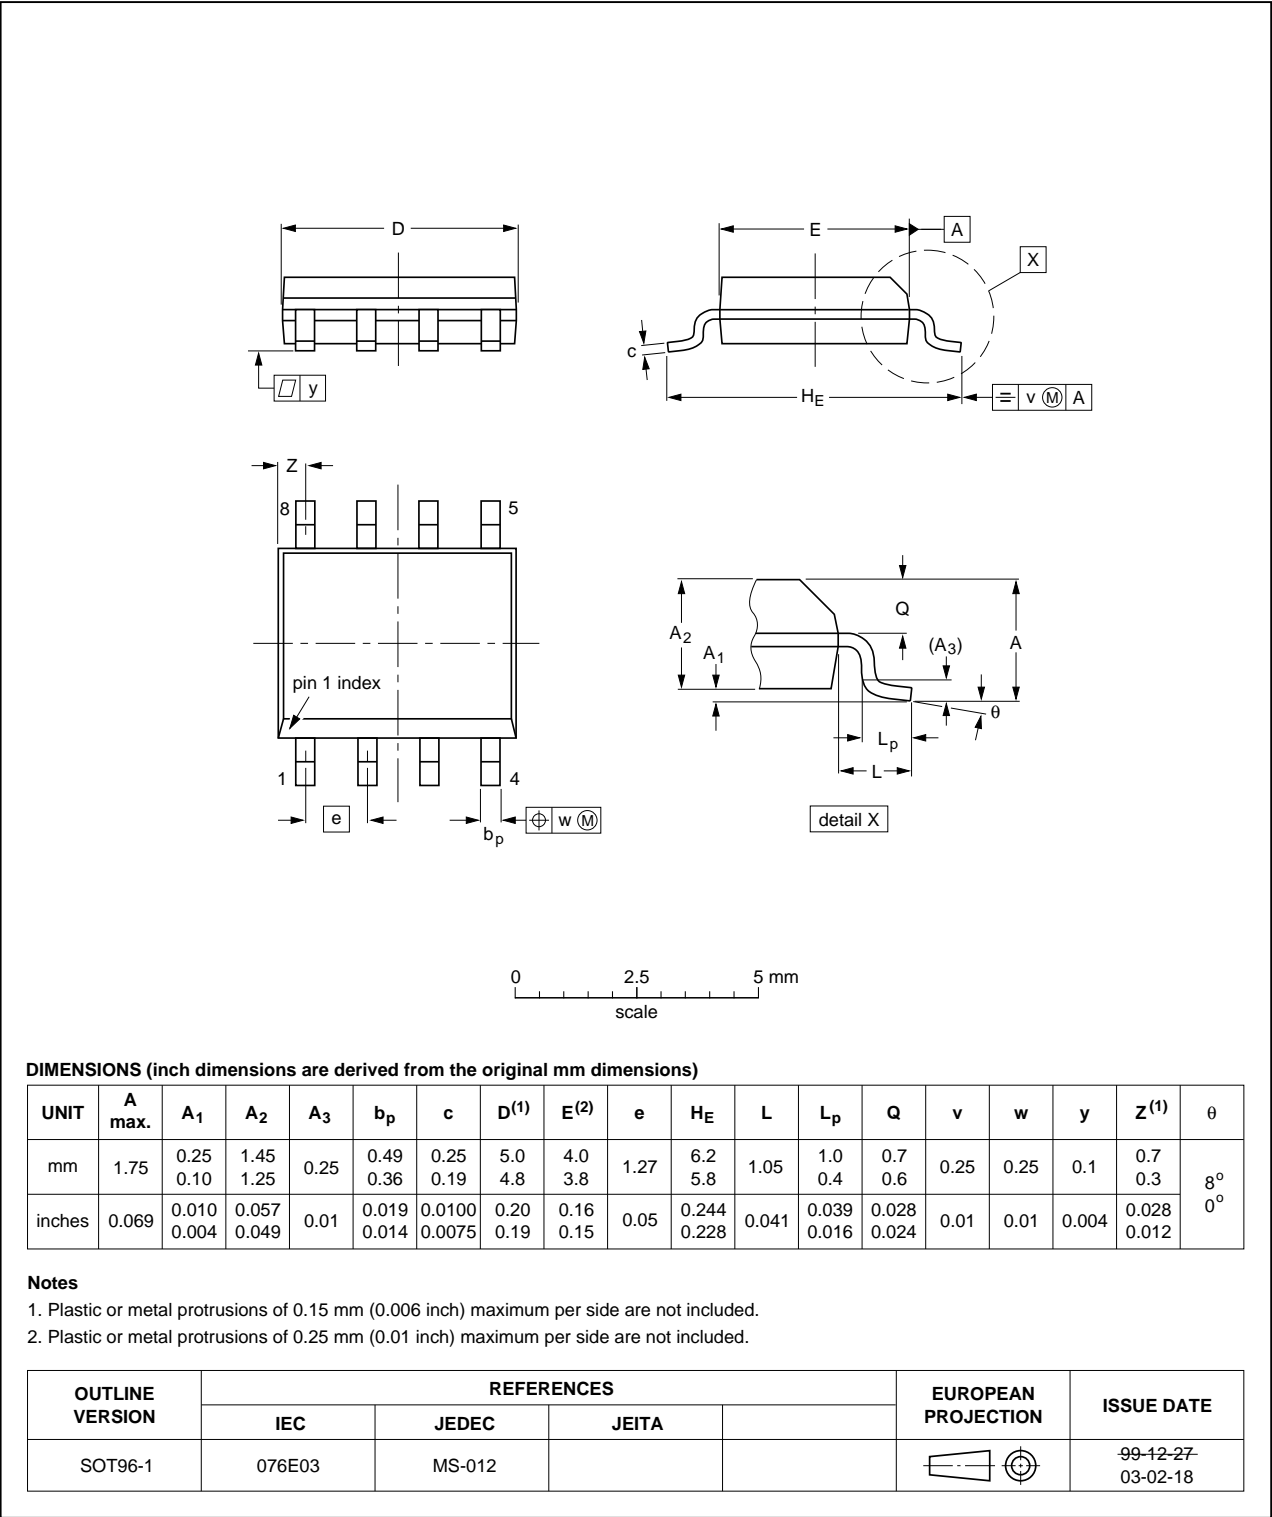 D
E
A
X
c
y
H_E
v Ⓜ A
Z
8
5
pin 1 index
1
4
e
b_p
w Ⓜ
A_2
A_1
Q
(A_3)
A
θ
L_p
L
detail X
0 2.5 5 mm
scale
DIMENSIONS (inch dimensions are derived from the original mm dimensions)
UNIT A max. A1 A2 A3 bp c D(1) E(2) e HE L Lp Q v w y Z(1) θ
mm 1.75 0.25 0.10 1.45 1.25 0.25 0.49 0.36 0.25 0.19 5.0 4.8 4.0 3.8 1.27 6.2 5.8 1.05 1.0 0.4 0.7 0.6 0.25 0.25 0.1 0.7 0.3 8° 0°
inches 0.069 0.010 0.004 0.057 0.049 0.01 0.019 0.014 0.0100 0.0075 0.20 0.19 0.16 0.15 0.05 0.244 0.228 0.041 0.039 0.016 0.028 0.024 0.01 0.01 0.004 0.028 0.012
Notes
1. Plastic or metal protrusions of 0.15 mm (0.006 inch) maximum per side are not included.
2. Plastic or metal protrusions of 0.25 mm (0.01 inch) maximum per side are not included.
OUTLINE VERSION REFERENCES EUROPEAN PROJECTION ISSUE DATE
IEC JEDEC JEITA
SOT96-1 076E03 MS-012 99-12-27
03-02-18